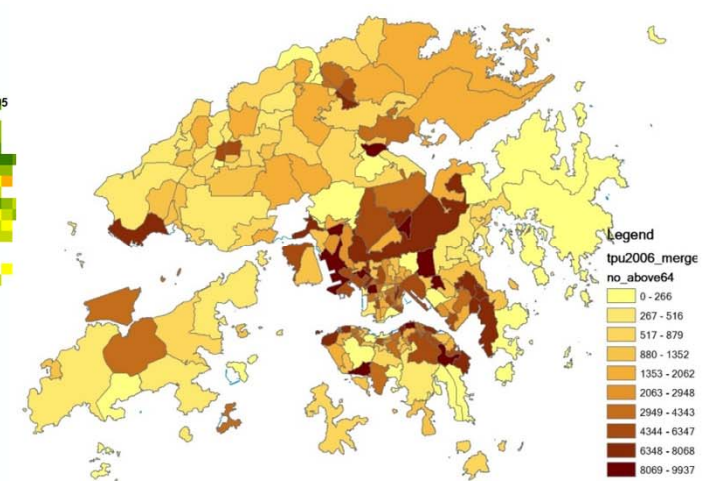 5
Legend
tpu2006_merge
no_above64
0 - 266
267 - 516
517 - 879
880 - 1352
1353 - 2062
2063 - 2948
2949 - 4343
4344 - 6347
6348 - 8068
8069 - 9937